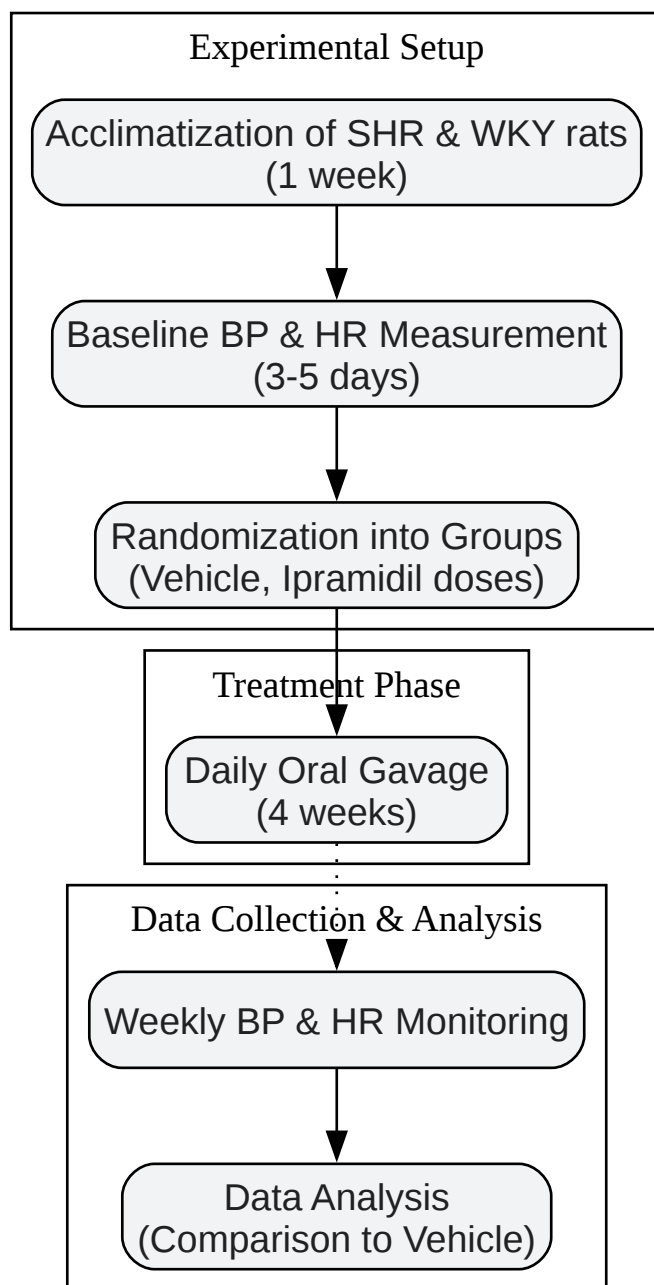 Experimental Setup
Acclimatization of SHR & WKY rats
(1 week)
Baseline BP & HR Measurement
(3-5 days)
Randomization into Groups
(Vehicle, Ipramidil doses)
Treatment Phase
Daily Oral Gavage
(4 weeks)
Data Collection & Analysis
Weekly BP & HR Monitoring
Data Analysis
(Comparison to Vehicle)